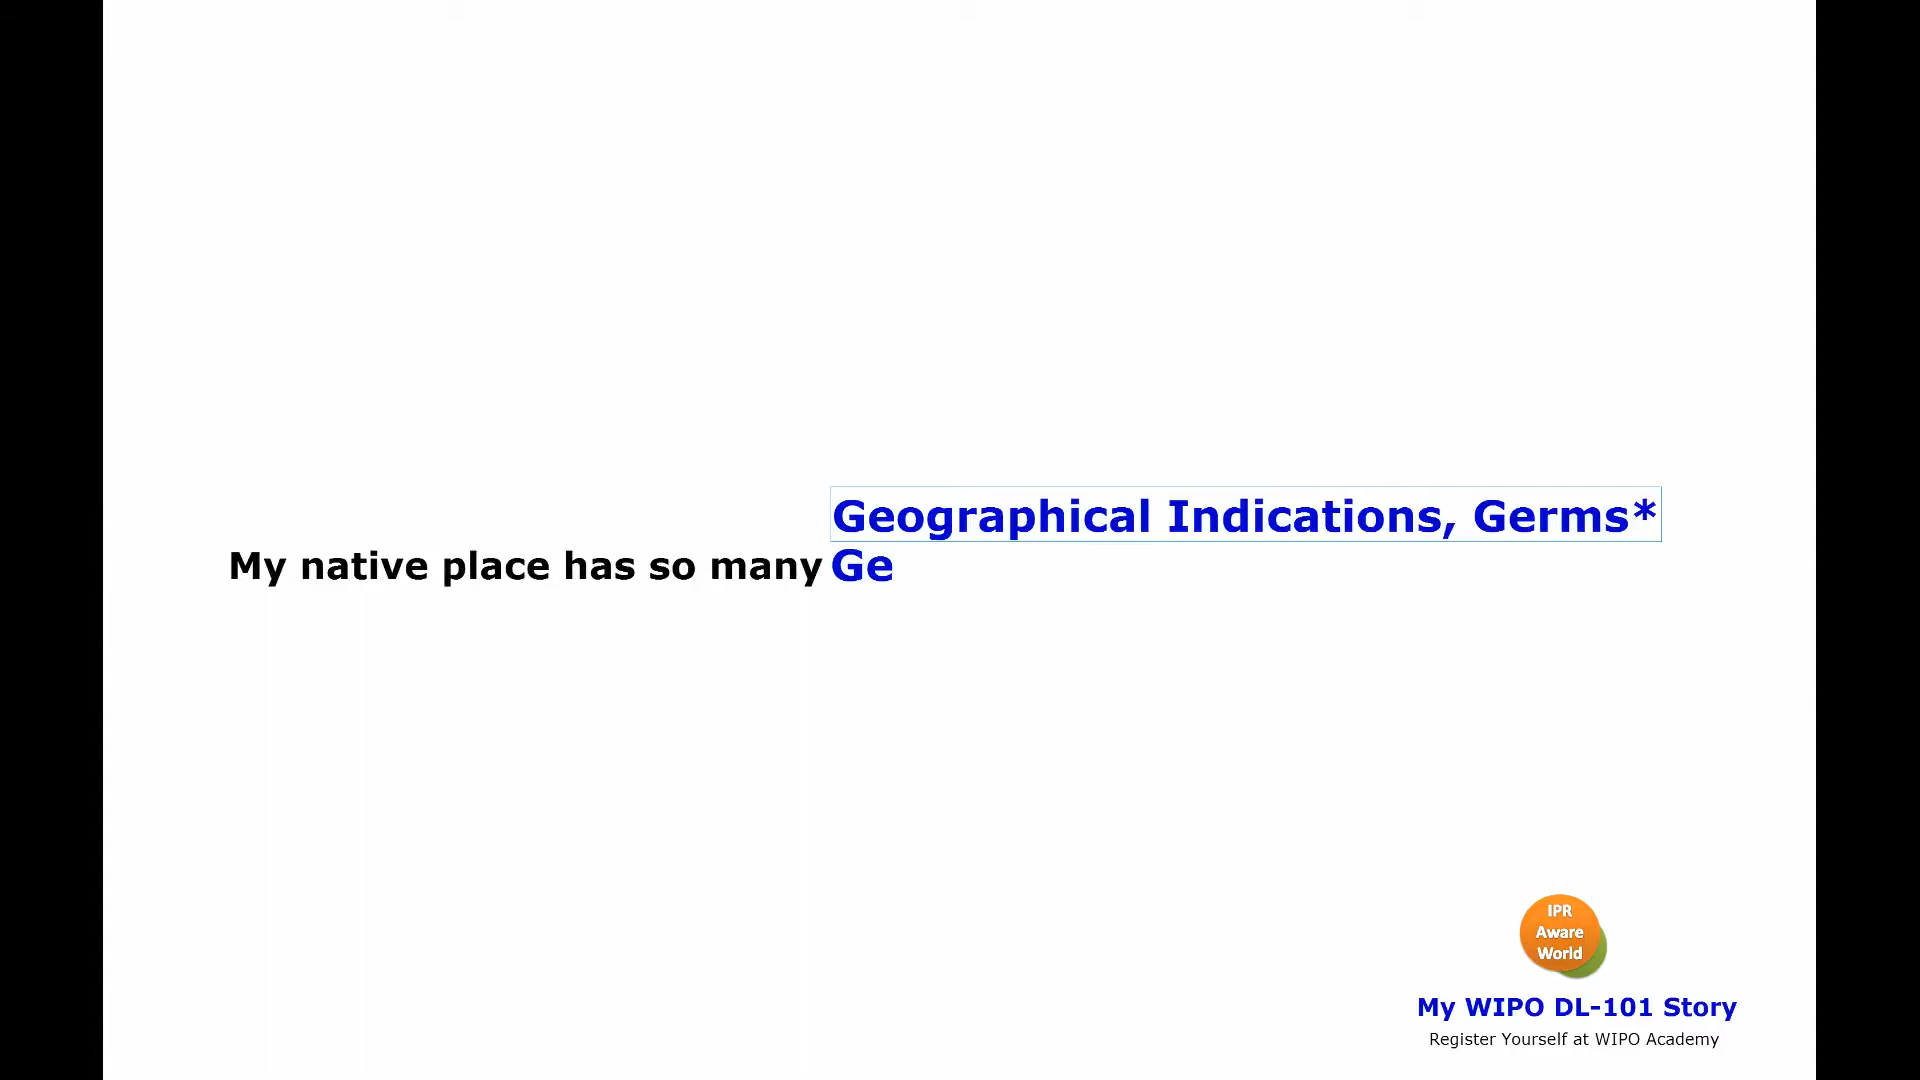 Geographical Indications, Germs*
My native place has so many Ge
IPR
Aware
World
My WIPO DL-101 Story
Register Yourself at WIPO Academy